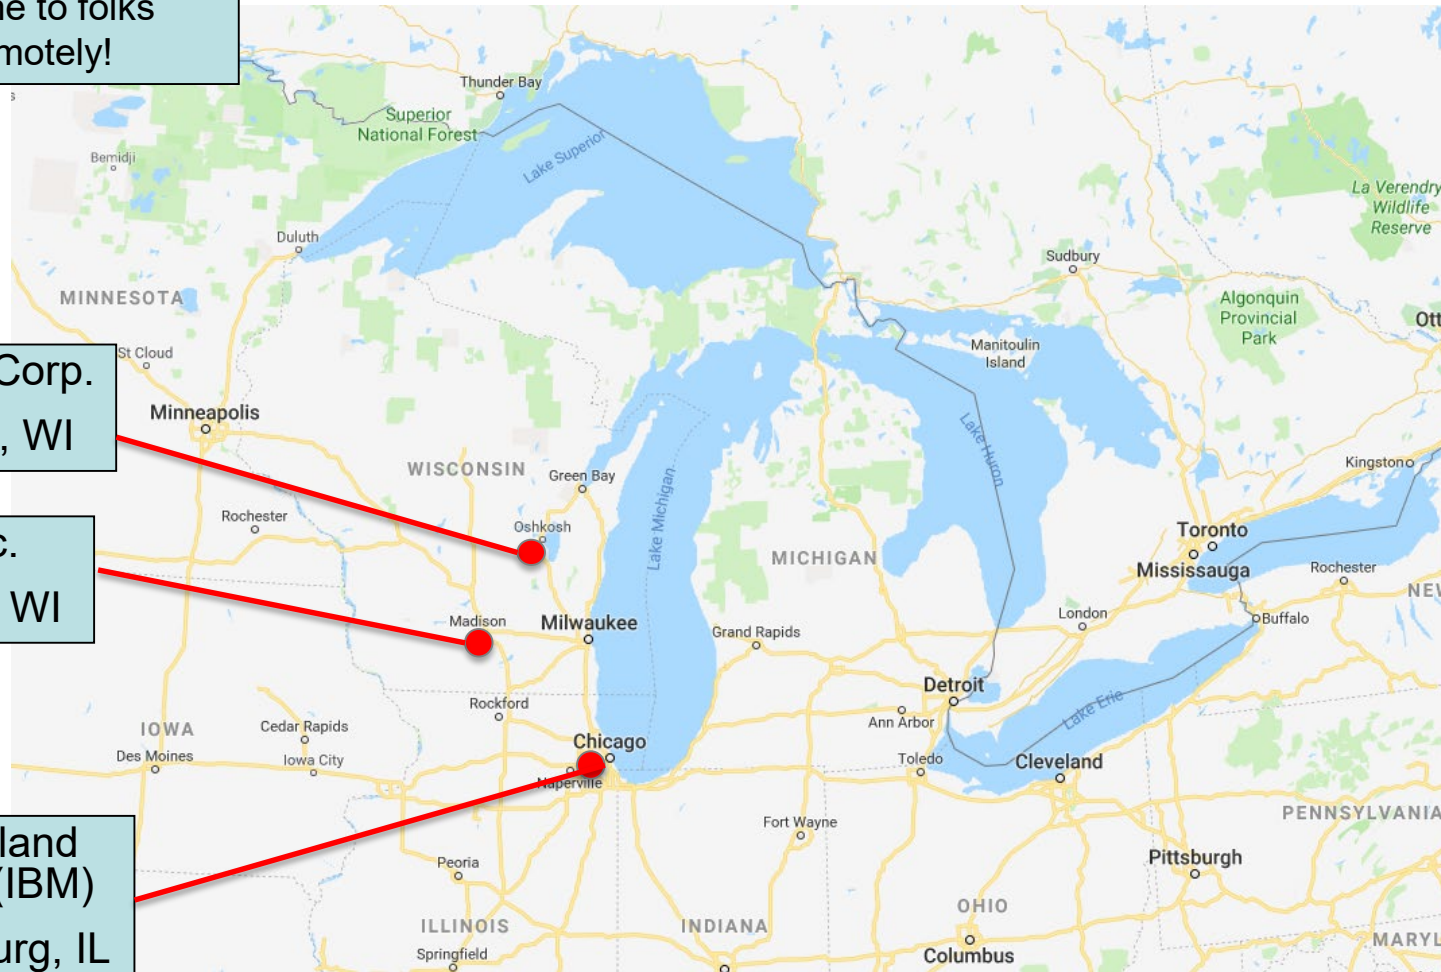 ne to folks
motely!
Thunder Bay
Superior
National Forest
Lake Superior
Bemidji
La Verendry
Wildlife
Reserve
Duluth
Sudbury
MINNESOTA
Algonquin
Provincial
Park
Ott
Manitoulin
Island
St Cloud
Corp.
, WI
Minneapolis
WISCONSIN
Green Bay
Lake Michigan
Lake Huron
Kingston
Rochester
Oshkosh
MICHIGAN
Toronto
Mississauga
Rochester
NEW
c.
WI
Madison
Milwaukee
Grand Rapids
London
Buffalo
Detroit
Ann Arbor
Lake Erie
Rockford
IOWA
Cedar Rapids
Des Moines
Iowa City
Chicago
Naperville
Toledo
Cleveland
Fort Wayne
PENNSYLVANIA
land
(IBM)
urg, IL
Peoria
Pittsburgh
ILLINOIS
INDIANA
OHIO
Springfield
Columbus
MARYL